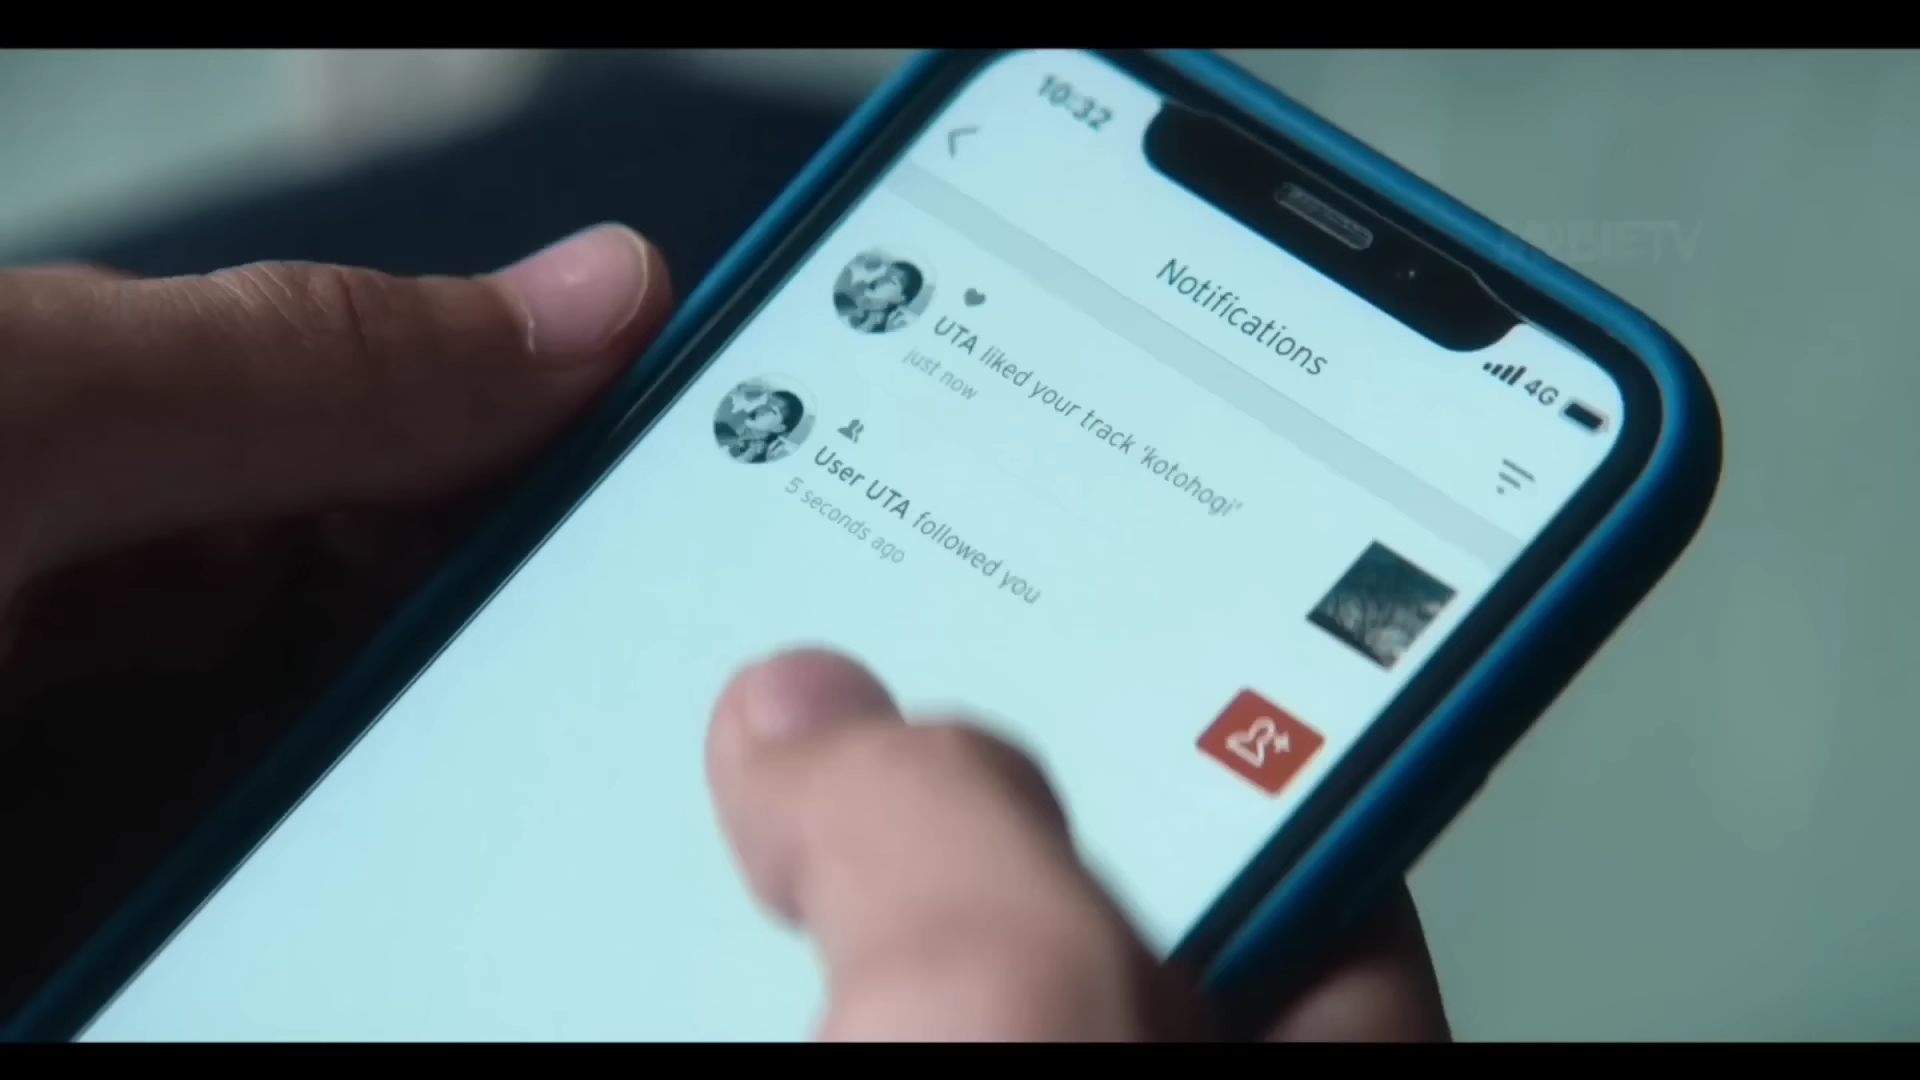 10:32
4G
Notifications
UTA liked your track 'kotohogi'
just now
User UTA followed you
5 seconds ago